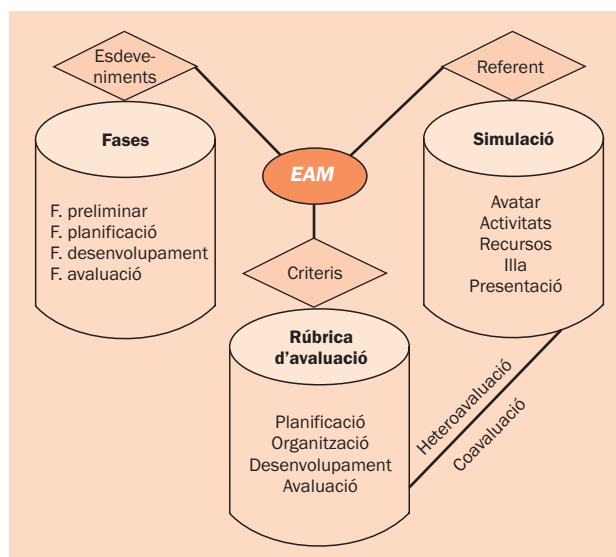 Esdeve-
niments
Referent
Fases
Simulació
EAM
F. preliminar
F. planificació
F. desenvolupament
F. avaluació
Avatar
Activitats
Recursos
Illa
Presentació
Criteris
Rúbrica
d'avaluació
Planificació
Organització
Desenvolupament
Avaluació
Heteroavaluació
Coavaluació